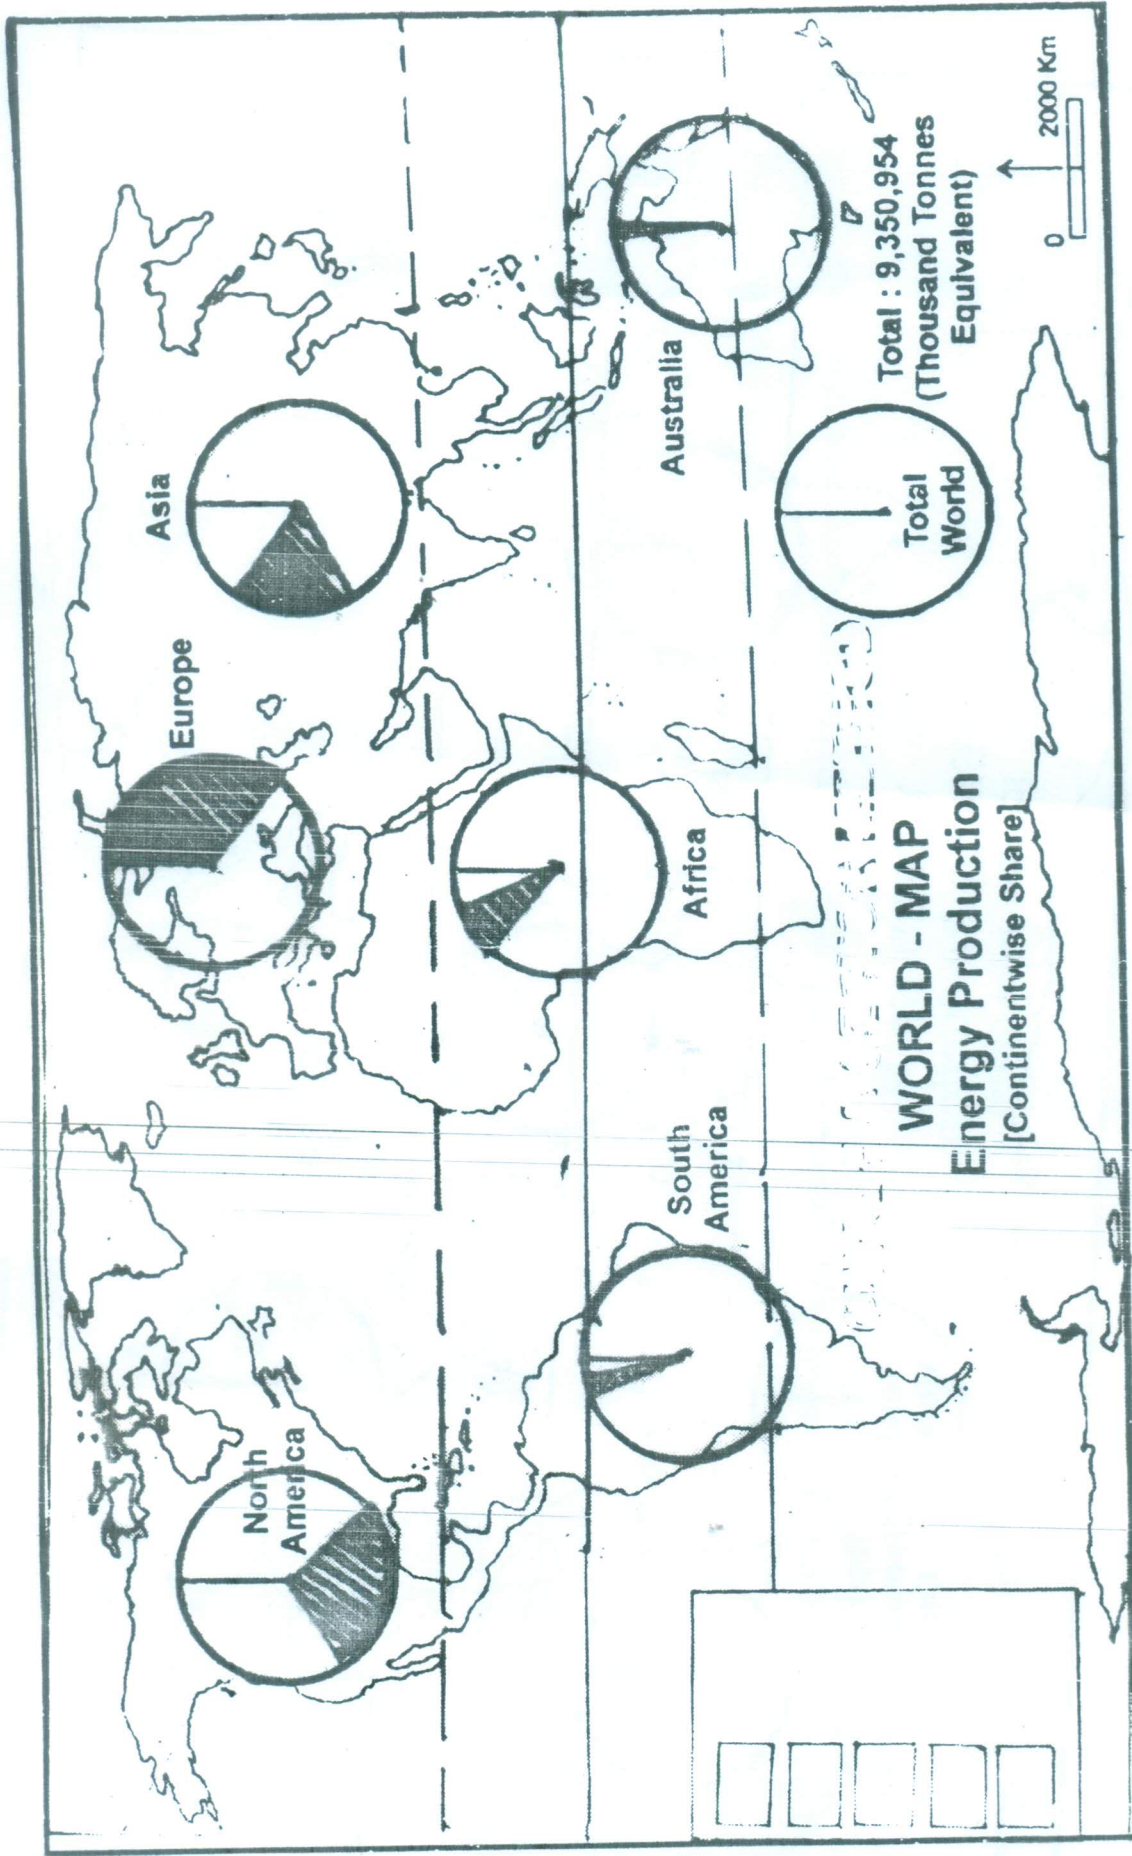 Asia
Europe
North
America
Africa
South
America
Australia
Total
World
Total : 9,350,954
(Thousand Tonnes
Equivalent)
0 2000 Km
WORLD - MAP
Energy Production
[Continentwise Share]